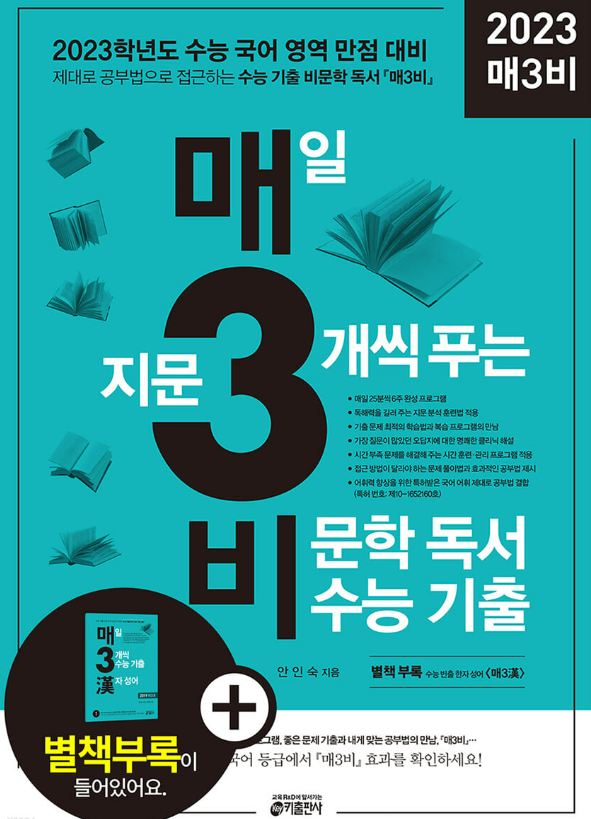 2023학년도 수능 국어 영역 만점 대비
제대로 공부법으로 접근하는 수능 기출 비문학 독서 『매3비』
2023
매3비
매일
지문 3 개씩 푸는
• 매일 25분씩 6주 완성 프로그램
• 독해력을 길러 주는 지문 분석 훈련법 적용
• 기출 문제 최적의 학습법과 복습 프로그램의 만남
• 가장 질문이 많았던 오답지에 대한 명쾌한 클리닉 해설
• 시간 부족 문제를 해결해 주는 시간 훈련·관리 프로그램 적용
• 접근 방법이 달라야 하는 문제 풀이법과 효과적인 공부법 제시
• 어휘력 향상을 위한 특허받은 국어 어휘 제대로 공부법 결합
(특허 번호: 제10-1652160호)
비문학 독서
수능 기출
안인숙 지음
별책 부록 수능 빈출 한자 성어 〈매3漢〉
매일
3개씩
수능 기출
漢자 성어
+
별책부록이
들어있어요.
그램, 좋은 문제 기출과 내게 맞는 공부법의 만남, 『매3비』…
국어 등급에서 『매3비』 효과를 확인하세요!
교육 R&D에 앞서가는
Key 키출판사